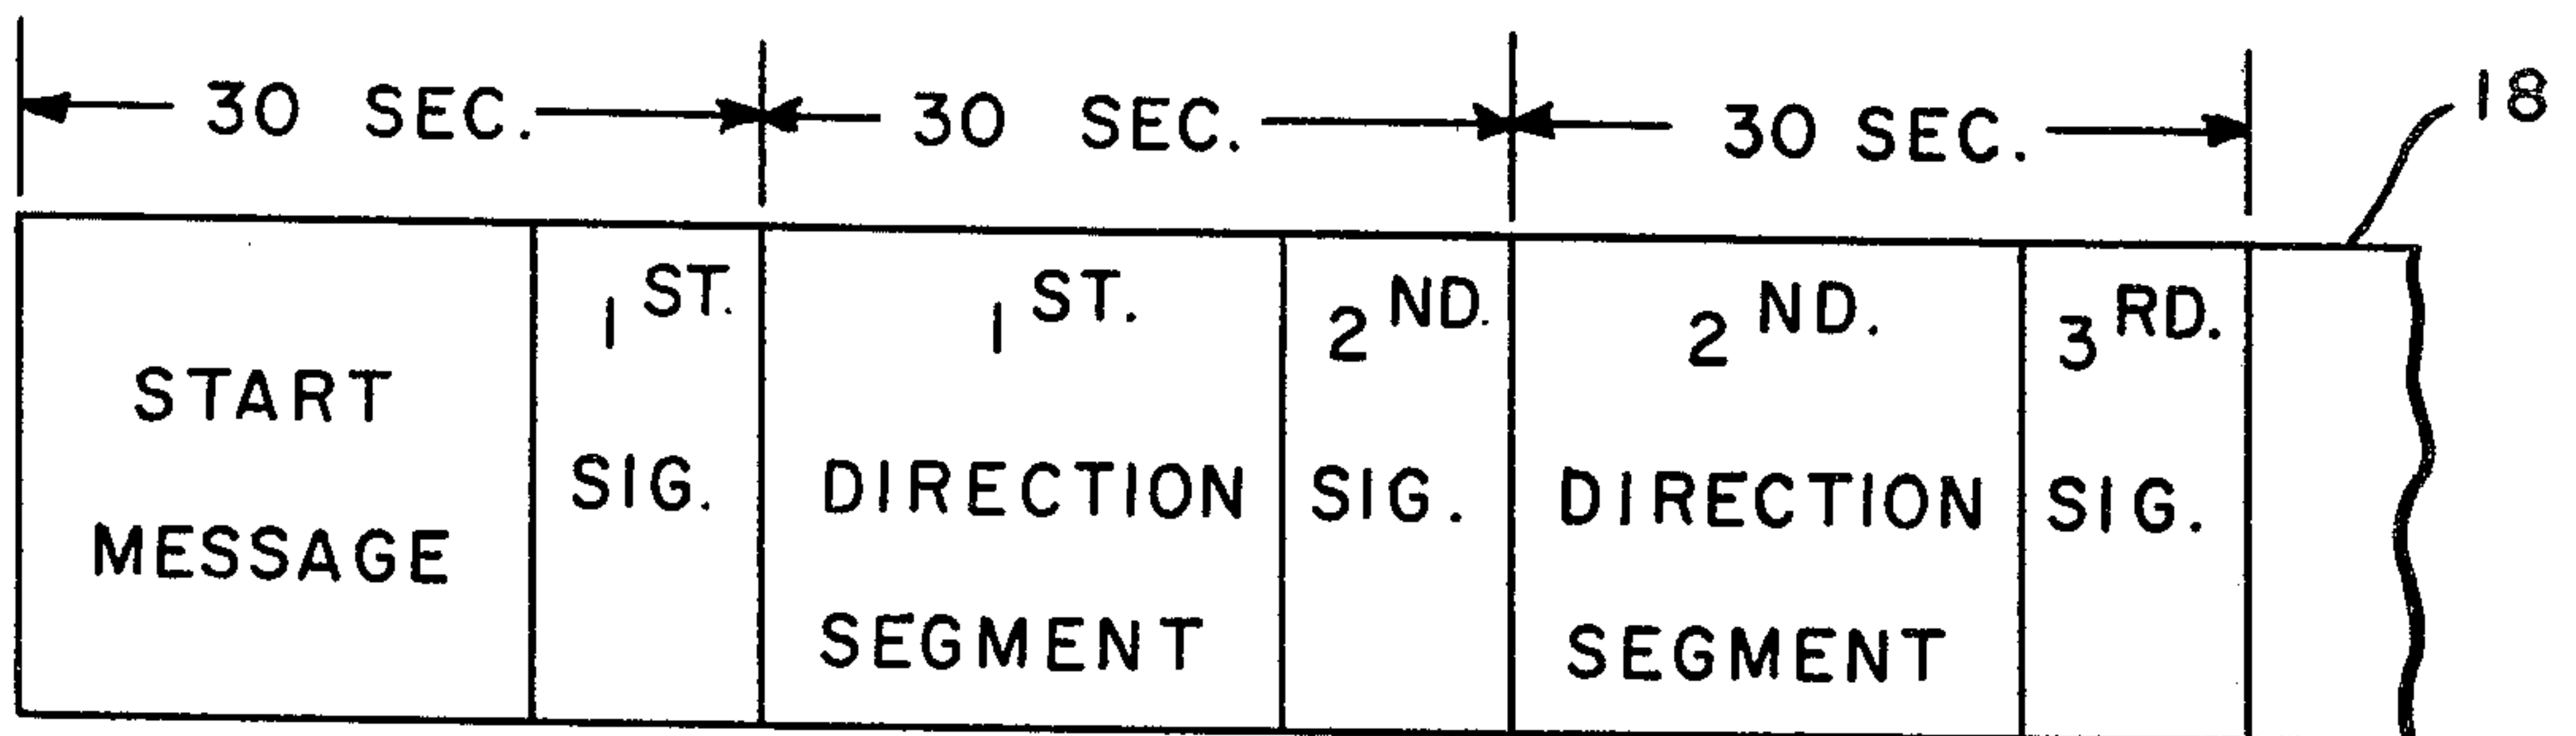 30 SEC. 30 SEC. 30 SEC. 18
START MESSAGE
1ST. SIG.
1ST. DIRECTION SEGMENT
2ND. SIG.
2ND. DIRECTION SEGMENT
3RD. SIG.